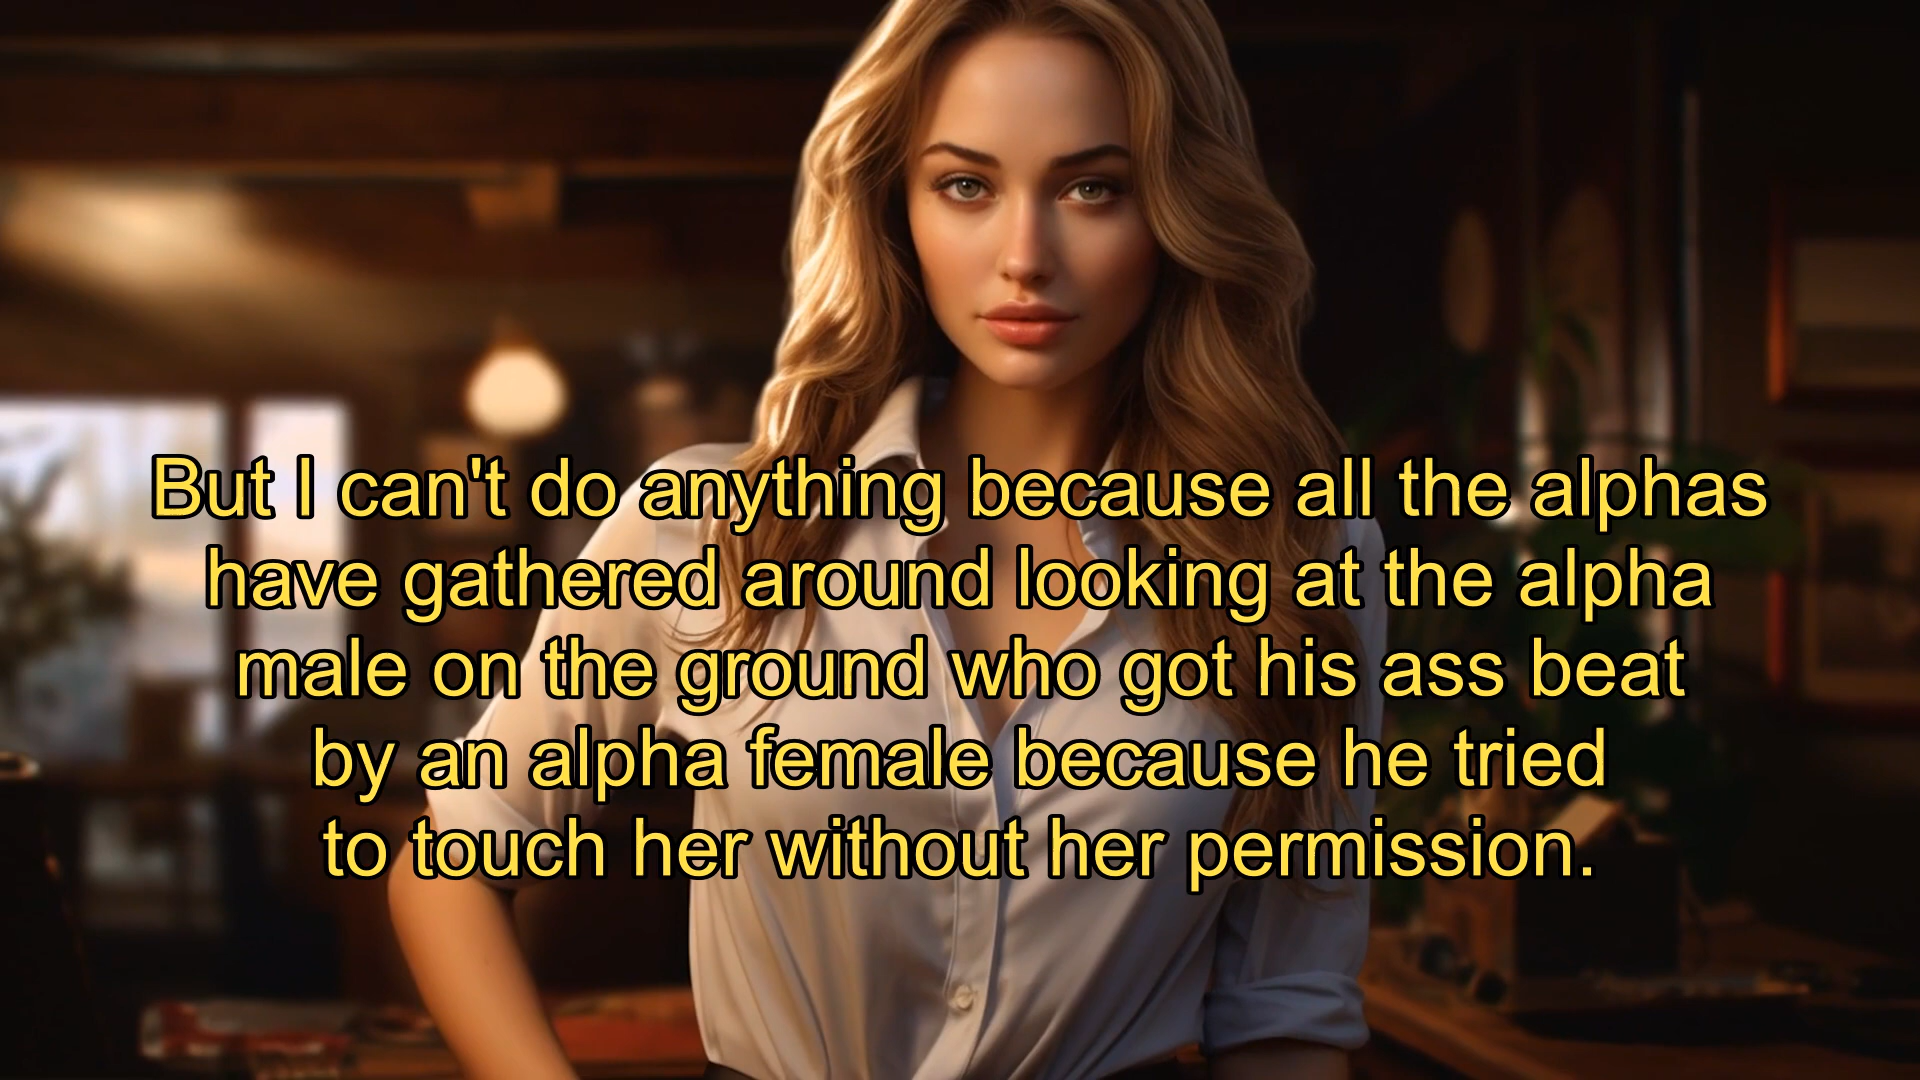 But I can't do anything because all the alphas
have gathered around looking at the alpha
male on the ground who got his ass beat
by an alpha female because he tried
to touch her without her permission.